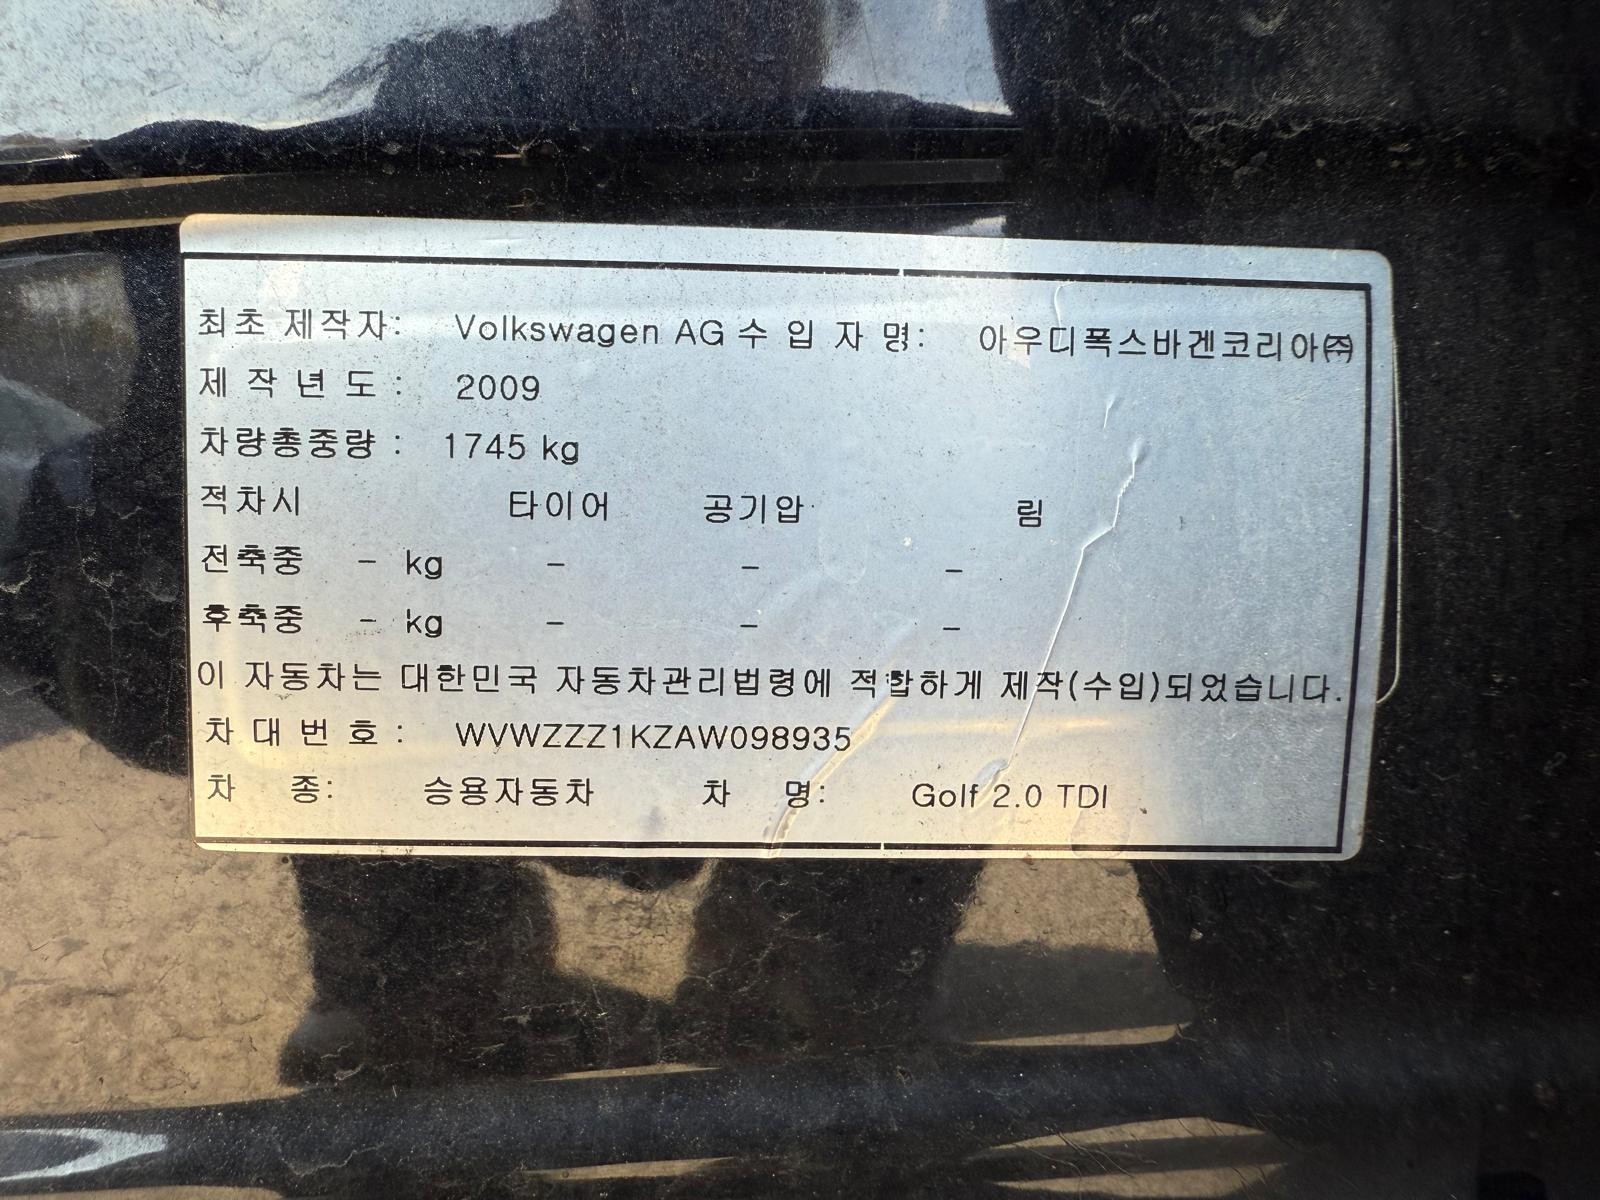 최초 제작자: Volkswagen AG 수 입 자 명: 아우디폭스바겐코리아㈜
제 작 년 도 : 2009
차량총중량 : 1745 kg
적차시 타이어 공기압 림
전축중 - kg - - -
후축중 - kg - - -
이 자동차는 대한민국 자동차관리법령에 적합하게 제작(수입)되었습니다.
차 대 번 호 : WVWZZZ1KZAW098935
차 종: 승용자동차 차 명: Golf 2.0 TDI